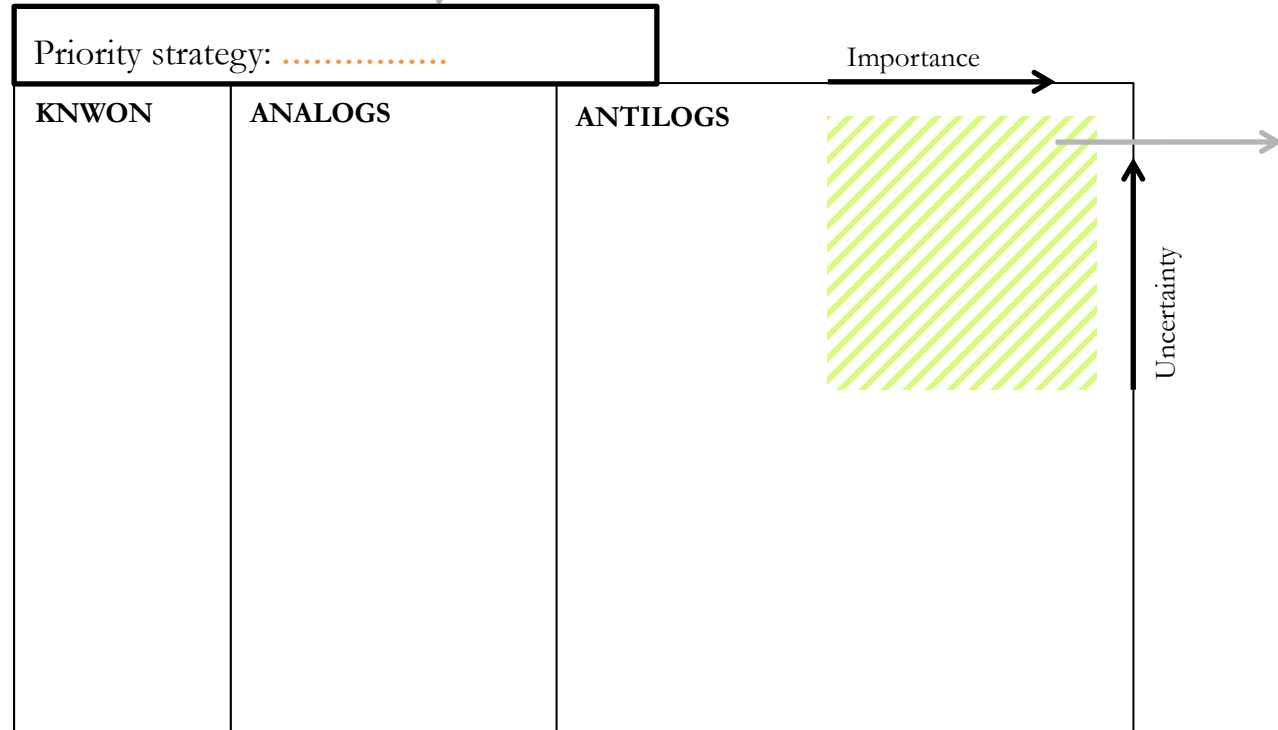 Priority strategy: ................
Importance
KNWON
ANALOGS
ANTILOGS
Uncertainty